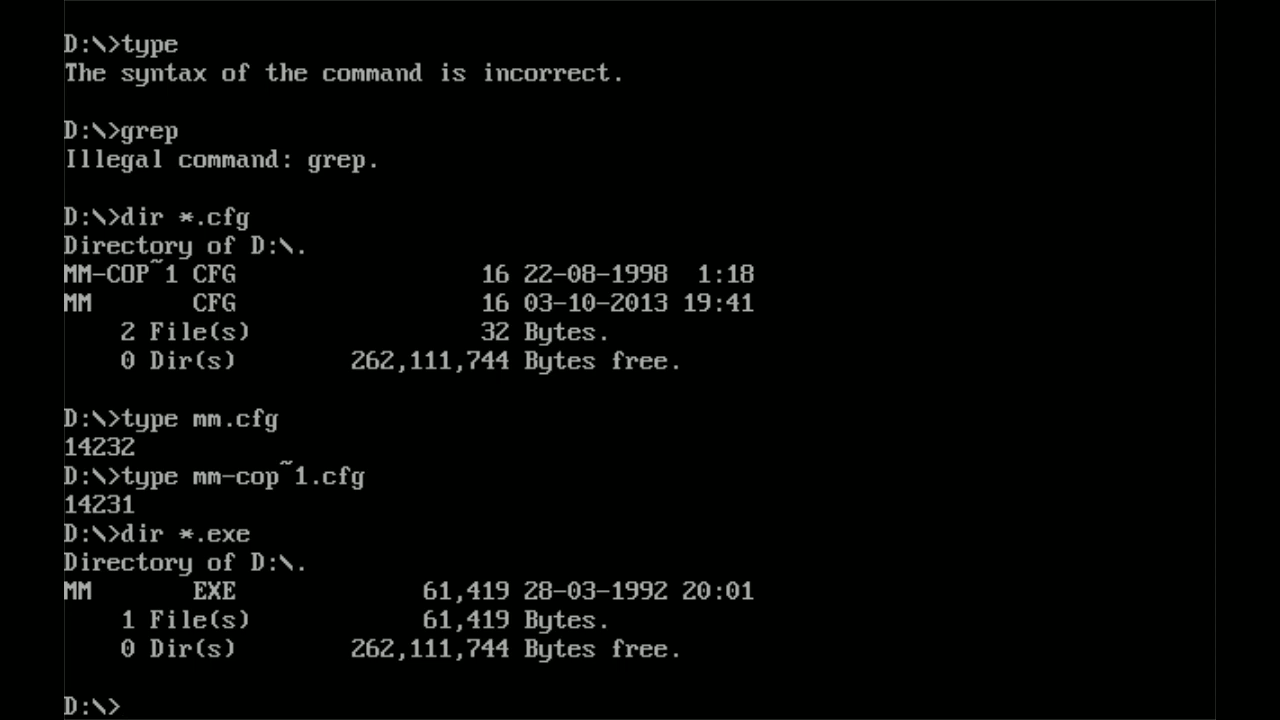 D:\>type
The syntax of the command is incorrect.
D:\>grep
Illegal command: grep.
D:\>dir *.cfg
Directory of D:\.
MM-COP~1 CFG 16 22-08-1998 1:18
MM CFG 16 03-10-2013 19:41
2 File(s) 32 Bytes.
0 Dir(s) 262,111,744 Bytes free.
D:\>type mm.cfg
14232
D:\>type mm-cop~1.cfg
14231
D:\>dir *.exe
Directory of D:\.
MM EXE 61,419 28-03-1992 20:01
1 File(s) 61,419 Bytes.
0 Dir(s) 262,111,744 Bytes free.
D:\>